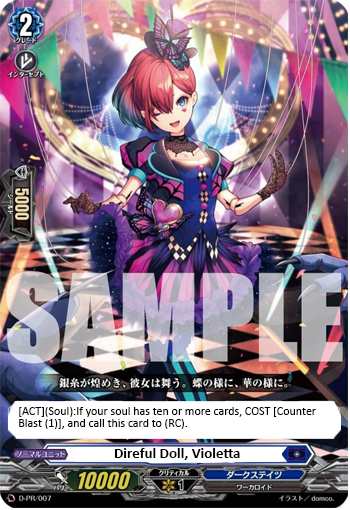 2
グレード
インターセプト
5000
シールド
SAMPLE
銀糸が煌めき、彼女は舞う。蝶の様に、華の様に。
[ACT](Soul):If your soul has ten or more cards, COST [Counter
Blast (1)], and call this card to (RC).
ノーマルユニット
Direful Doll, Violetta
パワー 10000 クリティカル 1 ダークステイツ
ワーカロイド
D-PR/007 イラスト/domco.